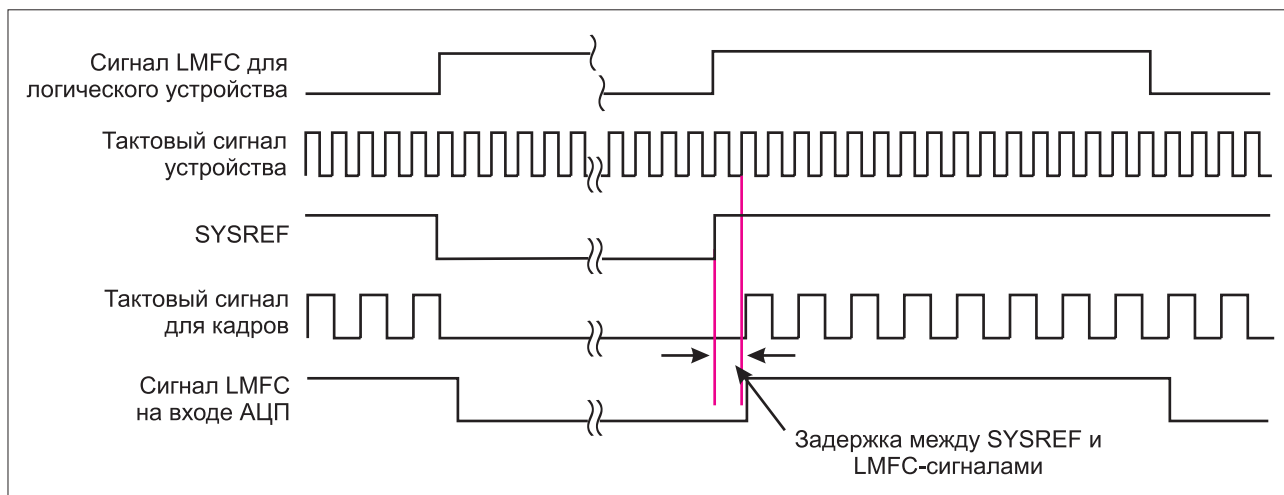 Сигнал LMFC для
логического устройства
Тактовый сигнал
устройства
SYSREF
Тактовый сигнал
для кадров
Сигнал LMFC
на входе АЦП
Задержка между SYSREF и
LMFC-сигналами